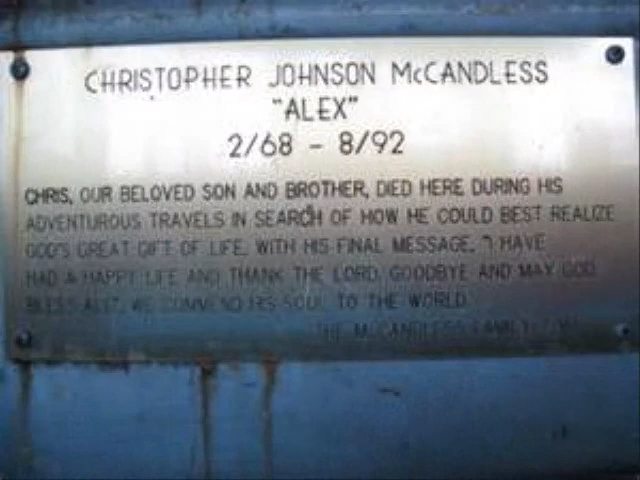 CHRISTOPHER JOHNSON McCANDLESS
"ALEX"
2/68 - 8/92
CHRIS, OUR BELOVED SON AND BROTHER, DIED HERE DURING HIS
ADVENTUROUS TRAVELS IN SEARCH OF HOW HE COULD BEST REALIZE
GOD'S GREAT GIFT OF LIFE. WITH HIS FINAL MESSAGE, "I HAVE
HAD A HAPPY LIFE AND THANK THE LORD. GOODBYE AND MAY GOD
BLESS ALL", WE COMMEND HIS SOUL TO THE WORLD.
THE McCANDLESS FAMILY